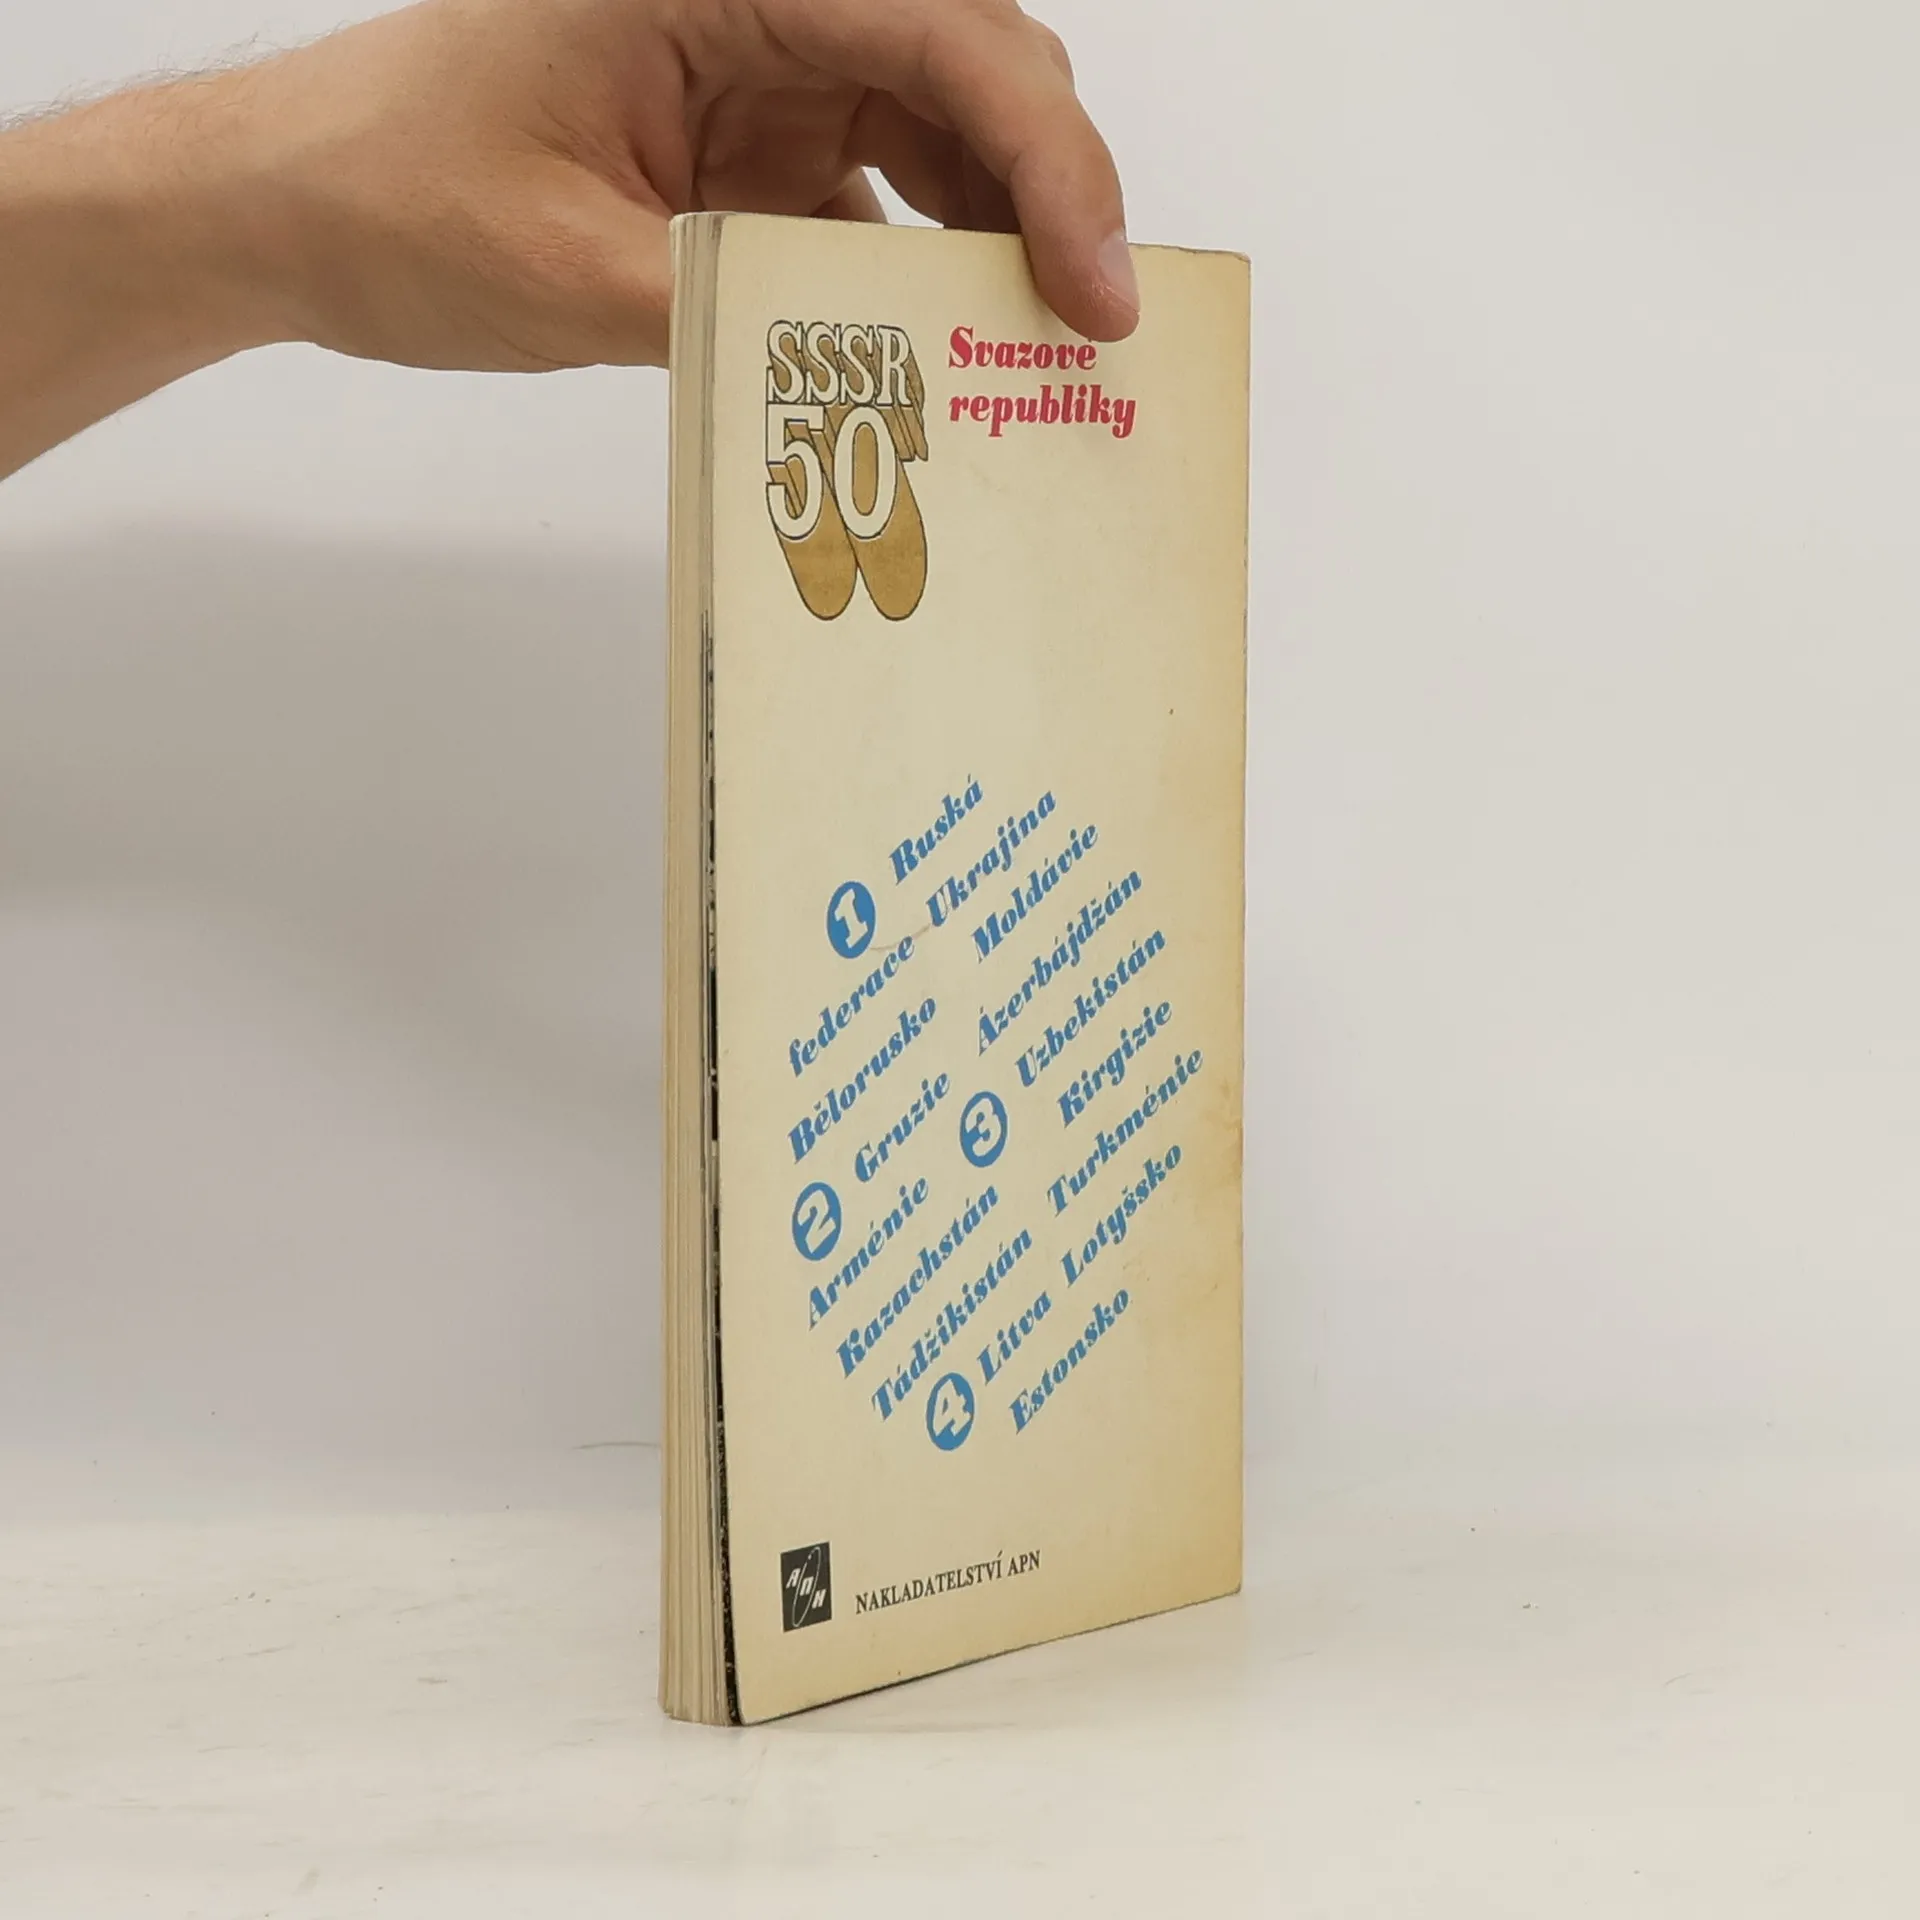 SSSR
50
Svazové
republiky
1 Ruská
federace Ukrajina
Bělorusko Moldávie
2 Gruzie Ázerbájdžán
Arménie 3 Uzbekistán
Kazachstán Kirgizie
Tádžikistán Turkménie
4 Litva Lotyšsko
Estonsko
АПН
NAKLADATELSTVÍ APN